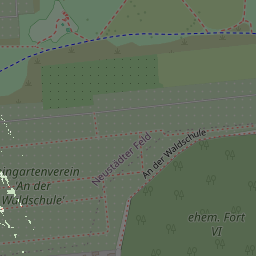 Neustädter Feld
An der Waldschule
ngartenverein
'An der
Waldschule'
ehem. Fort
VI